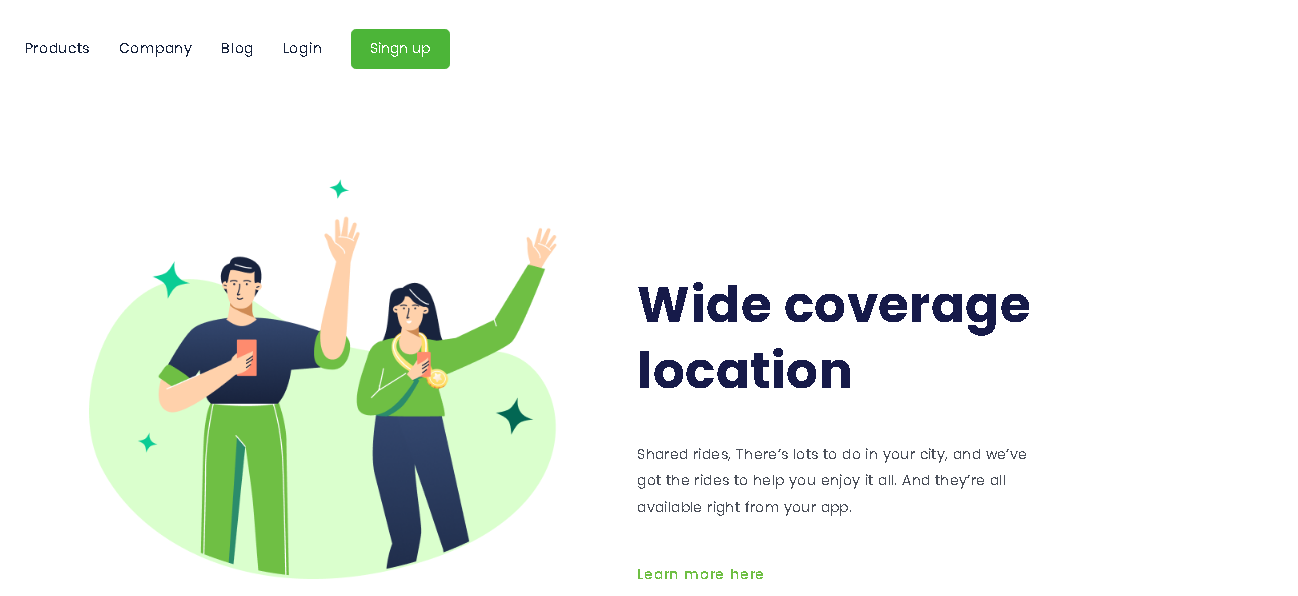 Products Company Blog Login Singn up
Wide coverage
location
Shared rides, There's lots to do in your city, and we've
got the rides to help you enjoy it all. And they're all
available right from your app.
Learn more here